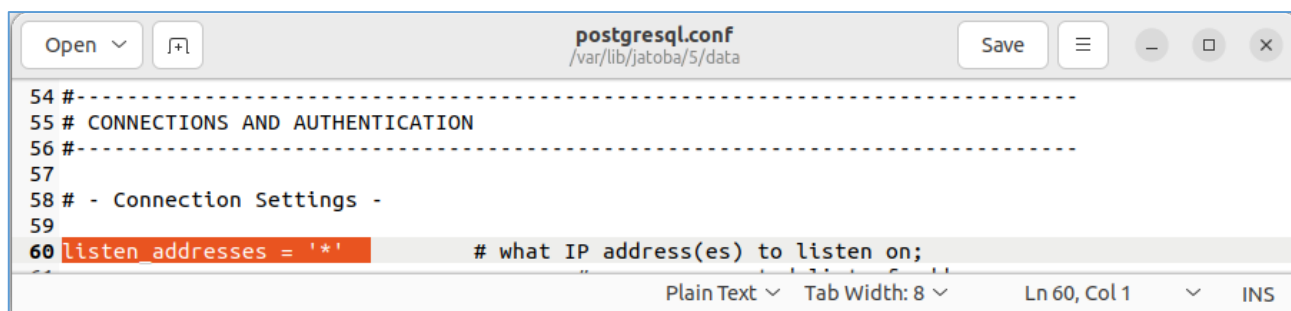 Open
postgresql.conf
/var/lib/jatoba/5/data
Save
54 #------------------------------------------------------------------------------
55 # CONNECTIONS AND AUTHENTICATION
56 #------------------------------------------------------------------------------
57
58 # - Connection Settings -
59
60 listen_addresses = '*' # what IP address(es) to listen on;
Plain Text Tab Width: 8 Ln 60, Col 1 INS